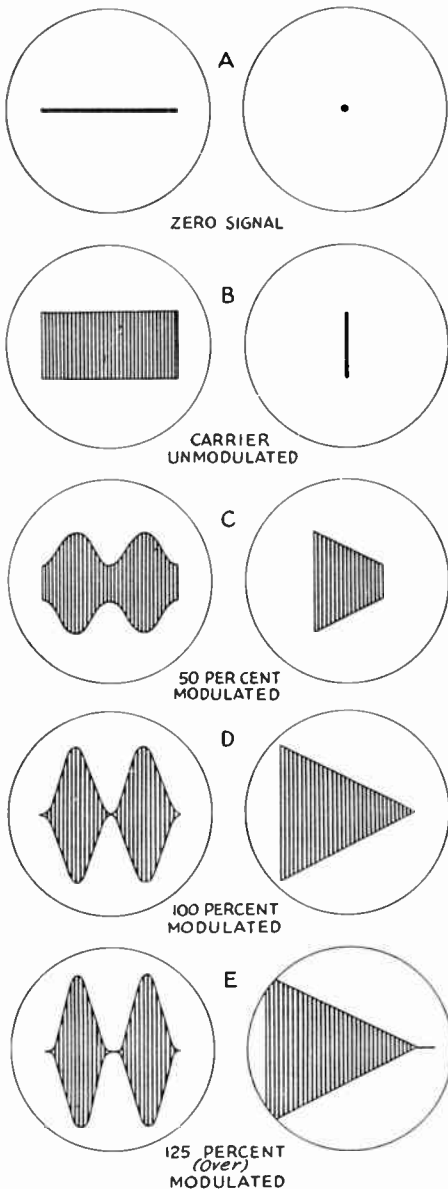 A
ZERO SIGNAL
B
CARRIER
UNMODULATED
C
50 PER CENT
MODULATED
D
100 PERCENT
MODULATED
E
125 PERCENT
(Over)
MODULATED